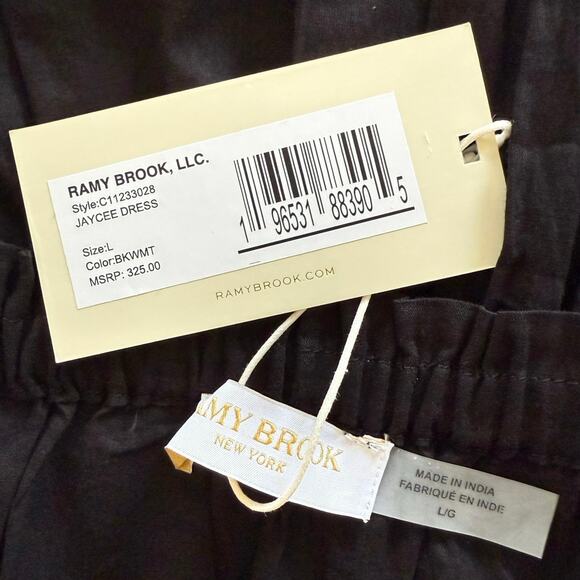 RAMY BROOK, LLC.
Style:C11233028
JAYCEE DRESS
Size:L
Color:BKWMT
MSRP: 325.00
1 96531 88390 5
RAMYBROOK.COM
RAMY BROOK
NEW YORK
MADE IN INDIA
FABRIQUÉ EN INDE
L/G